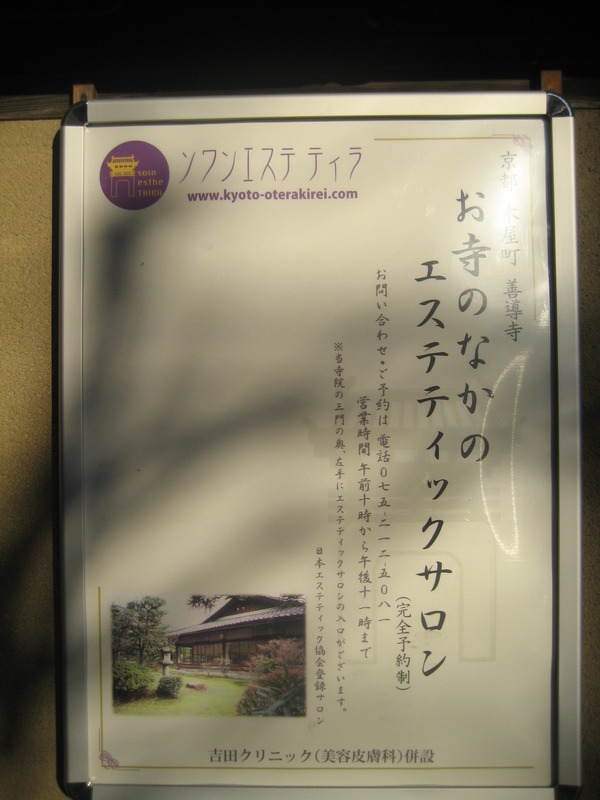 SOIN
esthe
THIRA
ソワンエステ ティラ
www.kyoto-oterakirei.com
京都 木屋町 善導寺
お寺のなかの
エステティックサロン
(完全予約制)
お問い合わせ・ご予約は 電話〇七五-二一二-五〇八一
営業時間 午前十時から午後十一時まで
※当寺院の三門の奥、左手にエステティックサロンの入口がございます。
日本エステティック協会登録サロン
吉田クリニック(美容皮膚科)併設